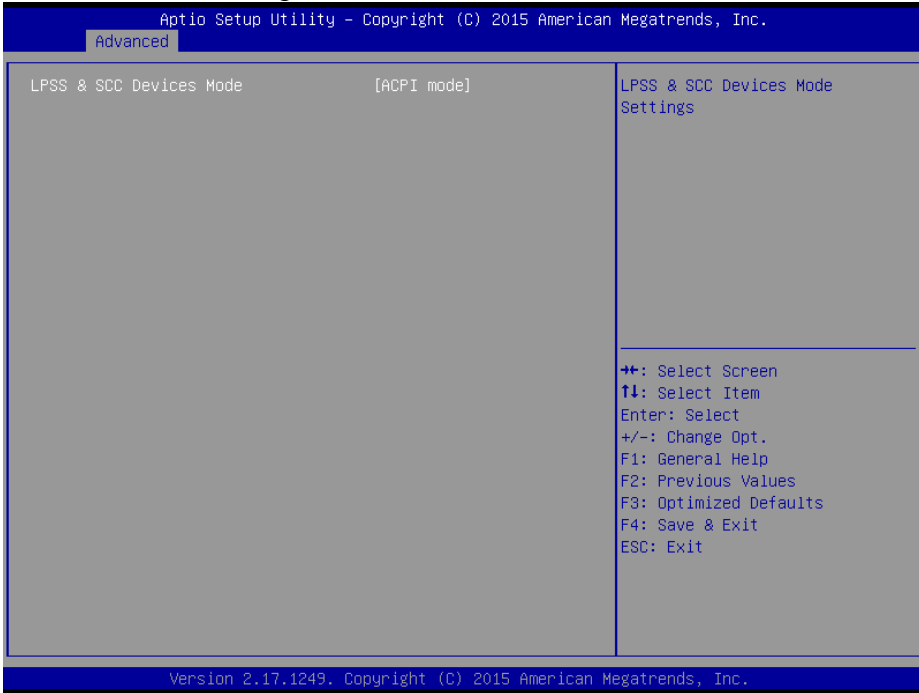 Aptio Setup Utility – Copyright (C) 2015 American Megatrends, Inc.
Advanced
LPSS & SCC Devices Mode [ACPI mode]
LPSS & SCC Devices Mode
Settings
→←: Select Screen
↑↓: Select Item
Enter: Select
+/-: Change Opt.
F1: General Help
F2: Previous Values
F3: Optimized Defaults
F4: Save & Exit
ESC: Exit
Version 2.17.1249. Copyright (C) 2015 American Megatrends, Inc.